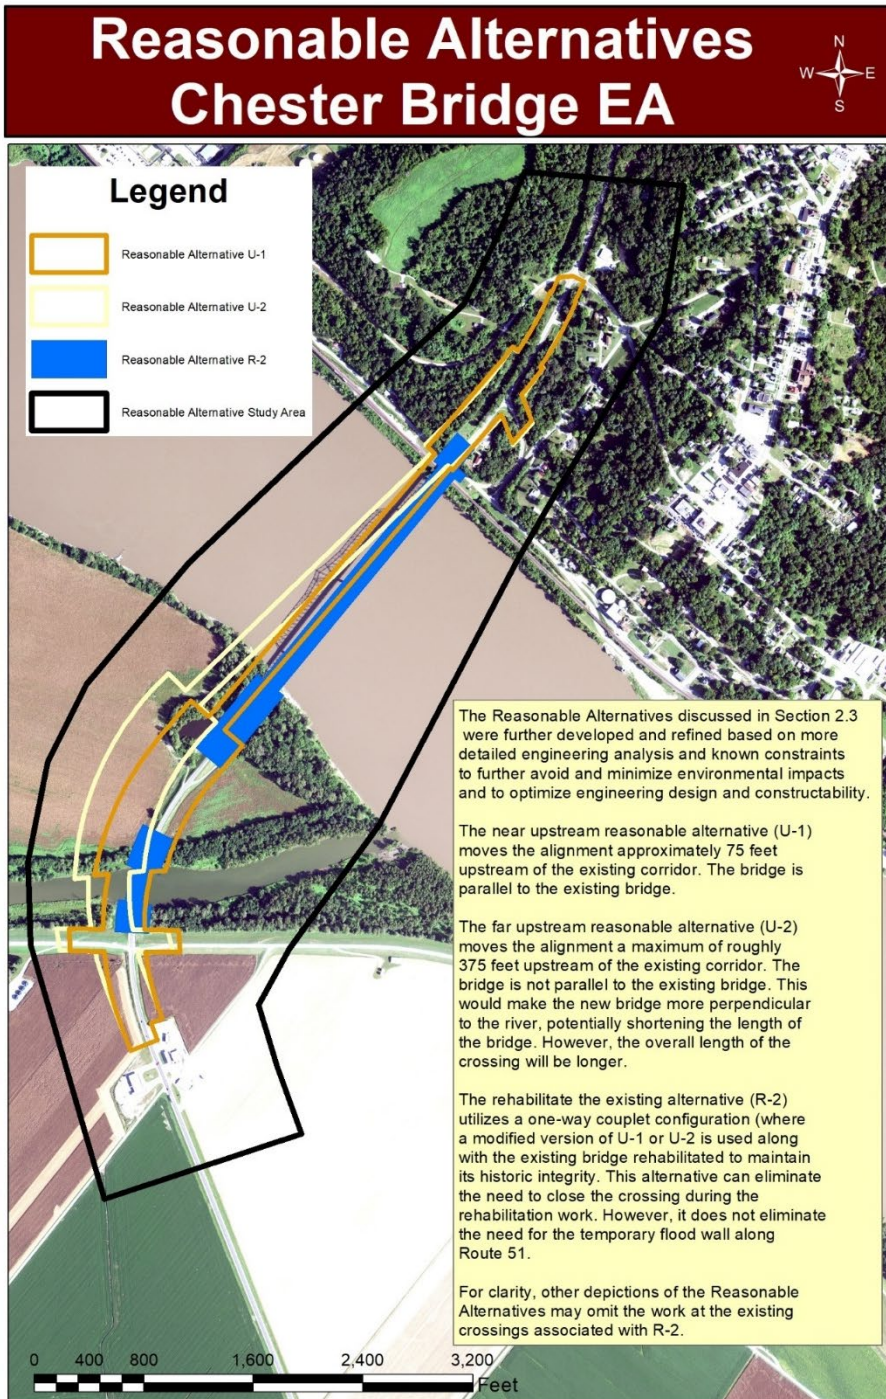 Reasonable Alternatives
Chester Bridge EA
N
W E
S
Legend
Reasonable Alternative U-1
Reasonable Alternative U-2
Reasonable Alternative R-2
Reasonable Alternative Study Area
The Reasonable Alternatives discussed in Section 2.3
were further developed and refined based on more
detailed engineering analysis and known constraints
to further avoid and minimize environmental impacts
and to optimize engineering design and constructability.
The near upstream reasonable alternative (U-1)
moves the alignment approximately 75 feet
upstream of the existing corridor. The bridge is
parallel to the existing bridge.
The far upstream reasonable alternative (U-2)
moves the alignment a maximum of roughly
375 feet upstream of the existing corridor. The
bridge is not parallel to the existing bridge. This
would make the new bridge more perpendicular
to the river, potentially shortening the length of
the bridge. However, the overall length of the
crossing will be longer.
The rehabilitate the existing alternative (R-2)
utilizes a one-way couplet configuration (where
a modified version of U-1 or U-2 is used along
with the existing bridge rehabilitated to maintain
its historic integrity. This alternative can eliminate
the need to close the crossing during the
rehabilitation work. However, it does not eliminate
the need for the temporary flood wall along
Route 51.
For clarity, other depictions of the Reasonable
Alternatives may omit the work at the existing
crossings associated with R-2.
0 400 800 1,600 2,400 3,200
Feet